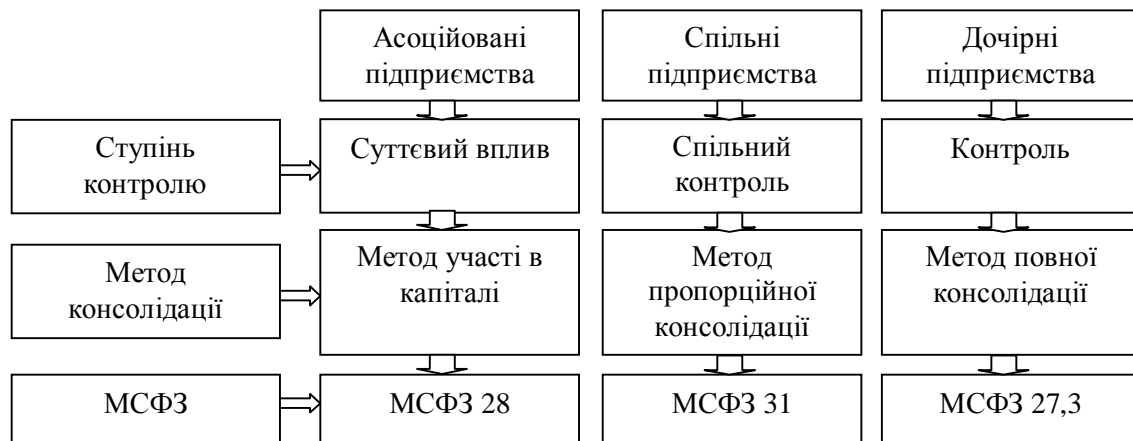 Асоційовані
підприємства
Спільні
підприємства
Дочірні
підприємства
Ступінь
контролю
Суттєвий вплив
Спільний
контроль
Контроль
Метод
консолідації
Метод участі в
капіталі
Метод
пропорційної
консолідації
Метод повної
консолідації
МСФЗ
МСФЗ 28
МСФЗ 31
МСФЗ 27,3